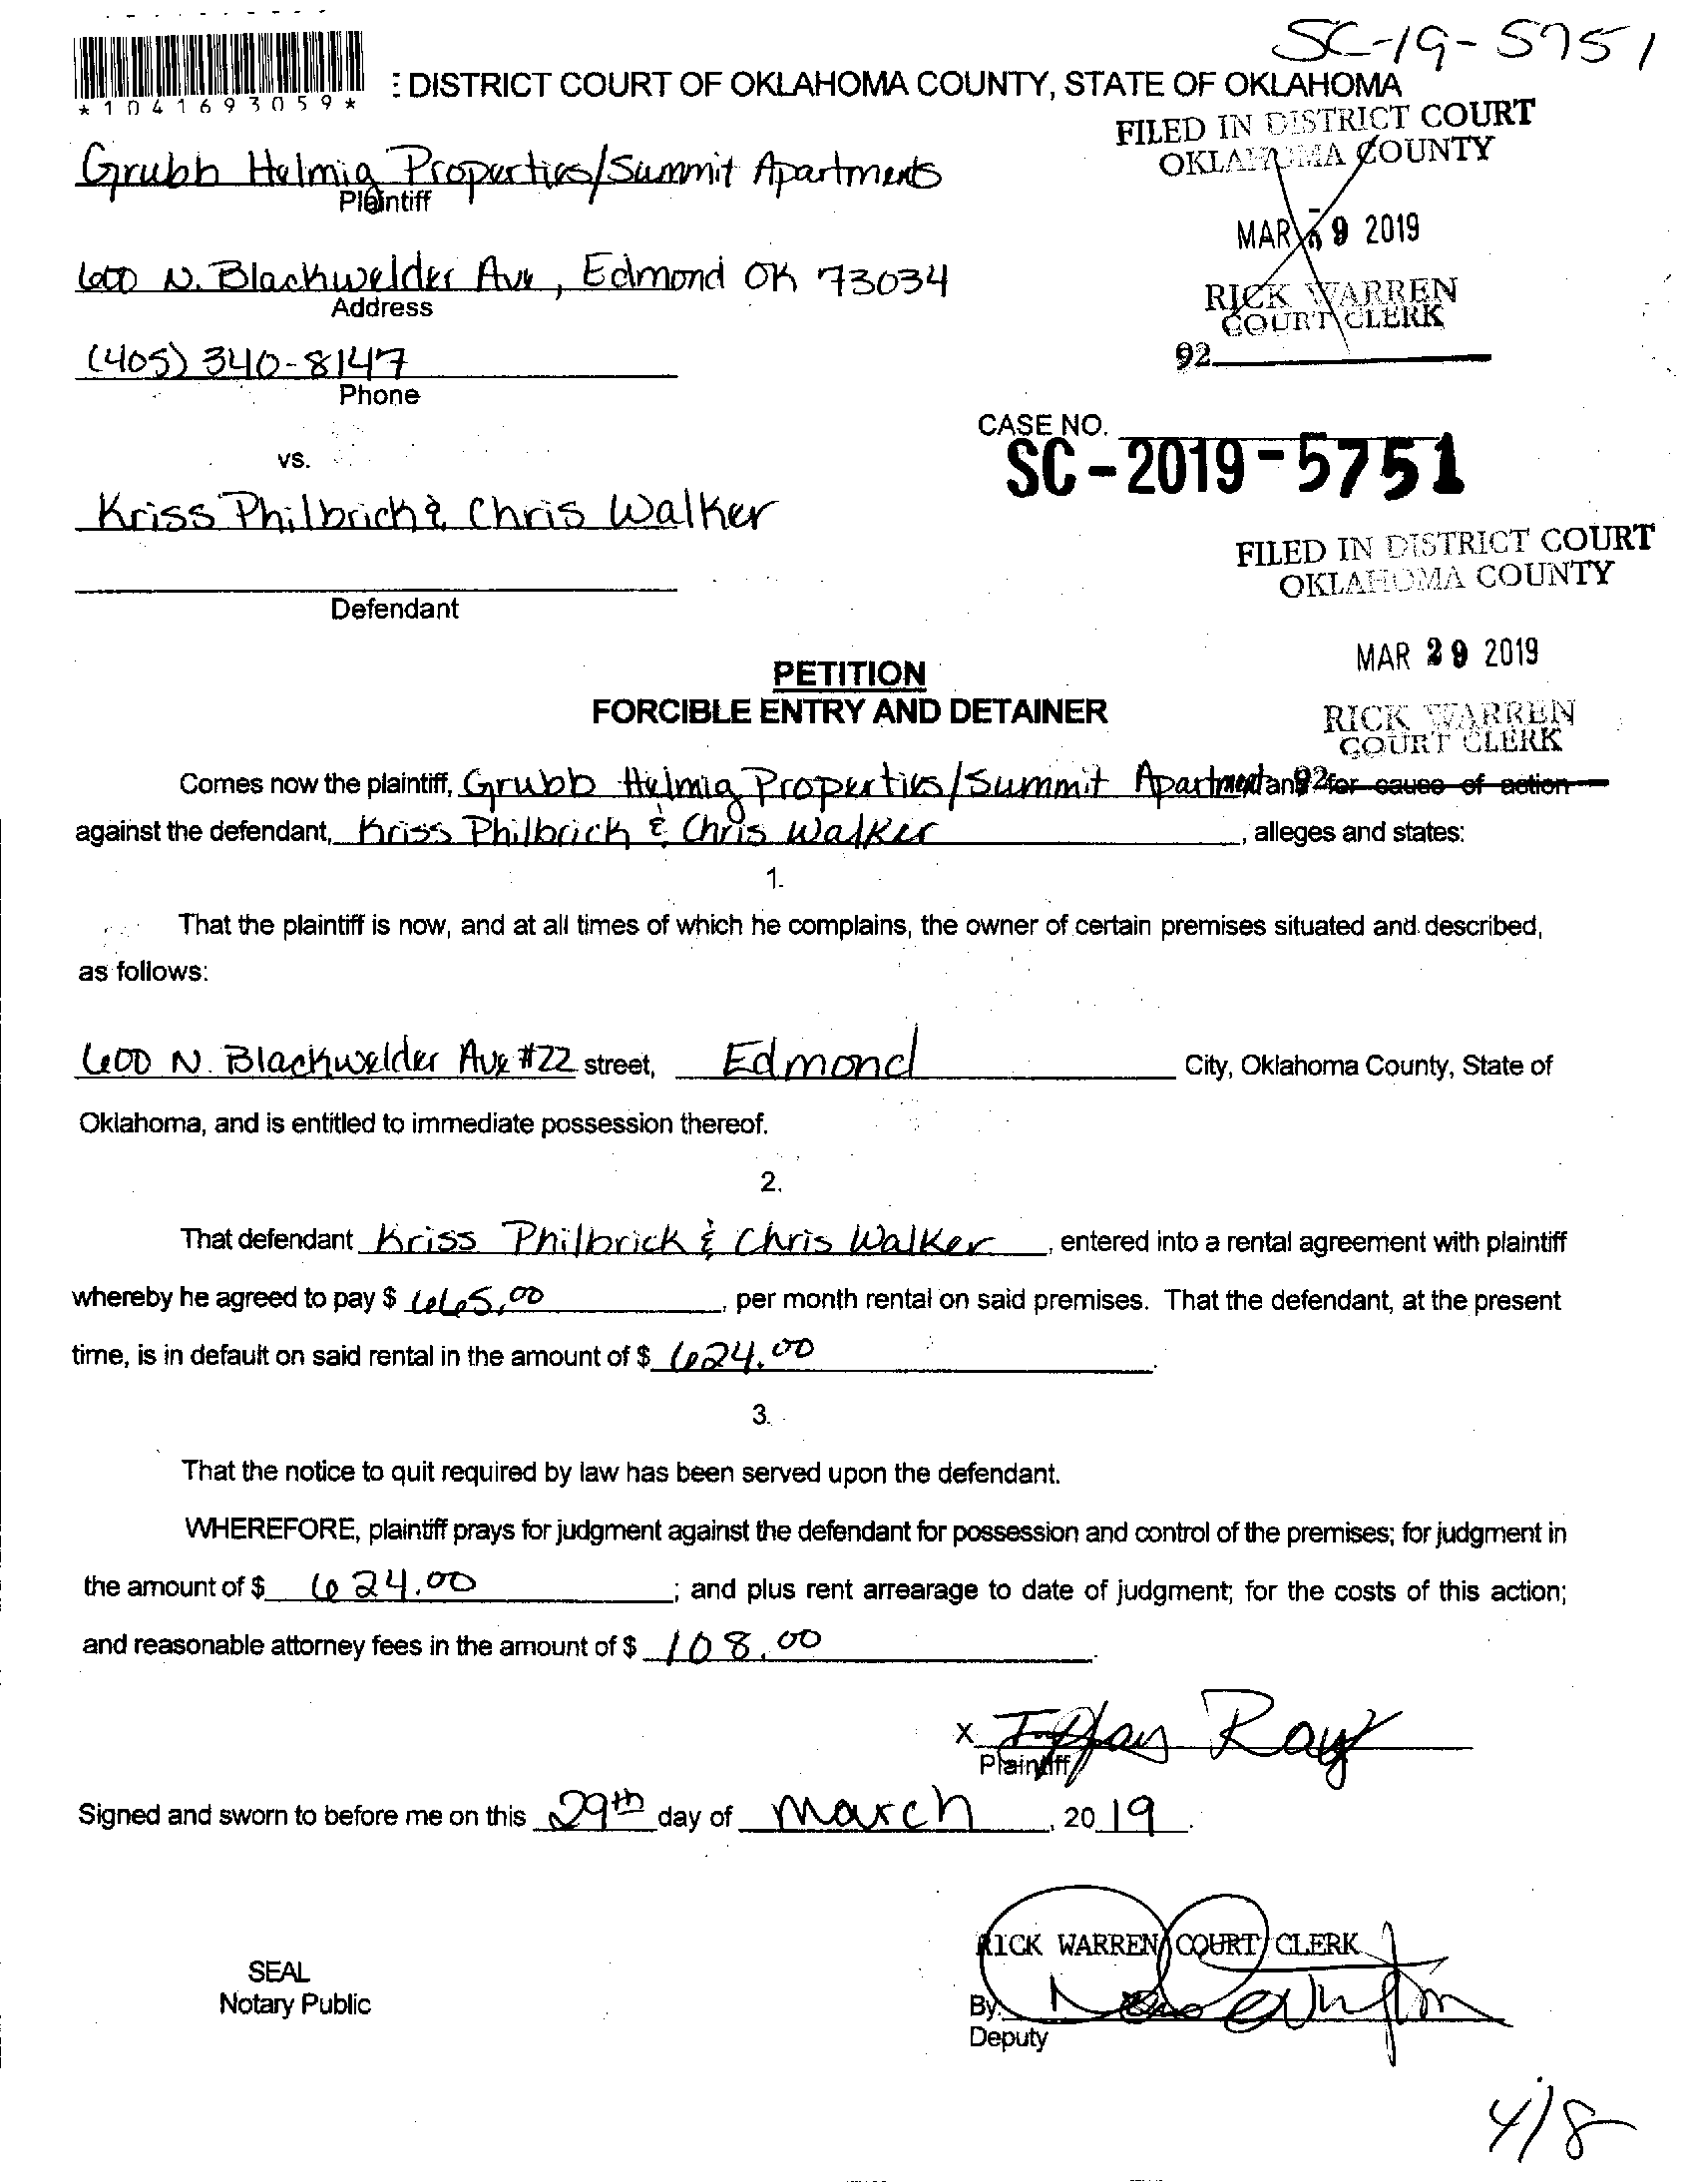 SC-19-5751
*1041693059*
: DISTRICT COURT OF OKLAHOMA COUNTY, STATE OF OKLAHOMA
FILED IN DISTRICT COURT
OKLAHOMA COUNTY
Grubb Helmig Properties/Summit Apartments
Plaintiff
MAR 9 2019
600 N. Blackwelder Ave, Edmond OK 73034
Address
RICK WARREN
COURT CLERK
92
(405) 340-8147
Phone
CASE NO.
SC-2019-5751
vs.
Kriss Philbrick & Chris Walker
FILED IN DISTRICT COURT
OKLAHOMA COUNTY
Defendant
MAR 29 2019
PETITION
FORCIBLE ENTRY AND DETAINER
RICK WARREN
COURT CLERK
Comes now the plaintiff, Grubb Helmig Properties/Summit Apartment and 92 for cause of action
against the defendant, Kriss Philbrick & Chris Walker, alleges and states:
1.
That the plaintiff is now, and at all times of which he complains, the owner of certain premises situated and described,
as follows:
600 N. Blackwelder Ave #22 street, Edmond City, Oklahoma County, State of
Oklahoma, and is entitled to immediate possession thereof.
2.
That defendant Kriss Philbrick & Chris Walker, entered into a rental agreement with plaintiff
whereby he agreed to pay $ 665.00, per month rental on said premises. That the defendant, at the present
time, is in default on said rental in the amount of $ 624.00.
3.
That the notice to quit required by law has been served upon the defendant.
WHEREFORE, plaintiff prays for judgment against the defendant for possession and control of the premises; for judgment in
the amount of $ 624.00; and plus rent arrearage to date of judgment; for the costs of this action;
and reasonable attorney fees in the amount of $ 108.00.
X Ray
Plaintiff
Signed and sworn to before me on this 29th day of March, 2019.
RICK WARREN COURT CLERK
SEAL
Notary Public
By:
Deputy
4/8